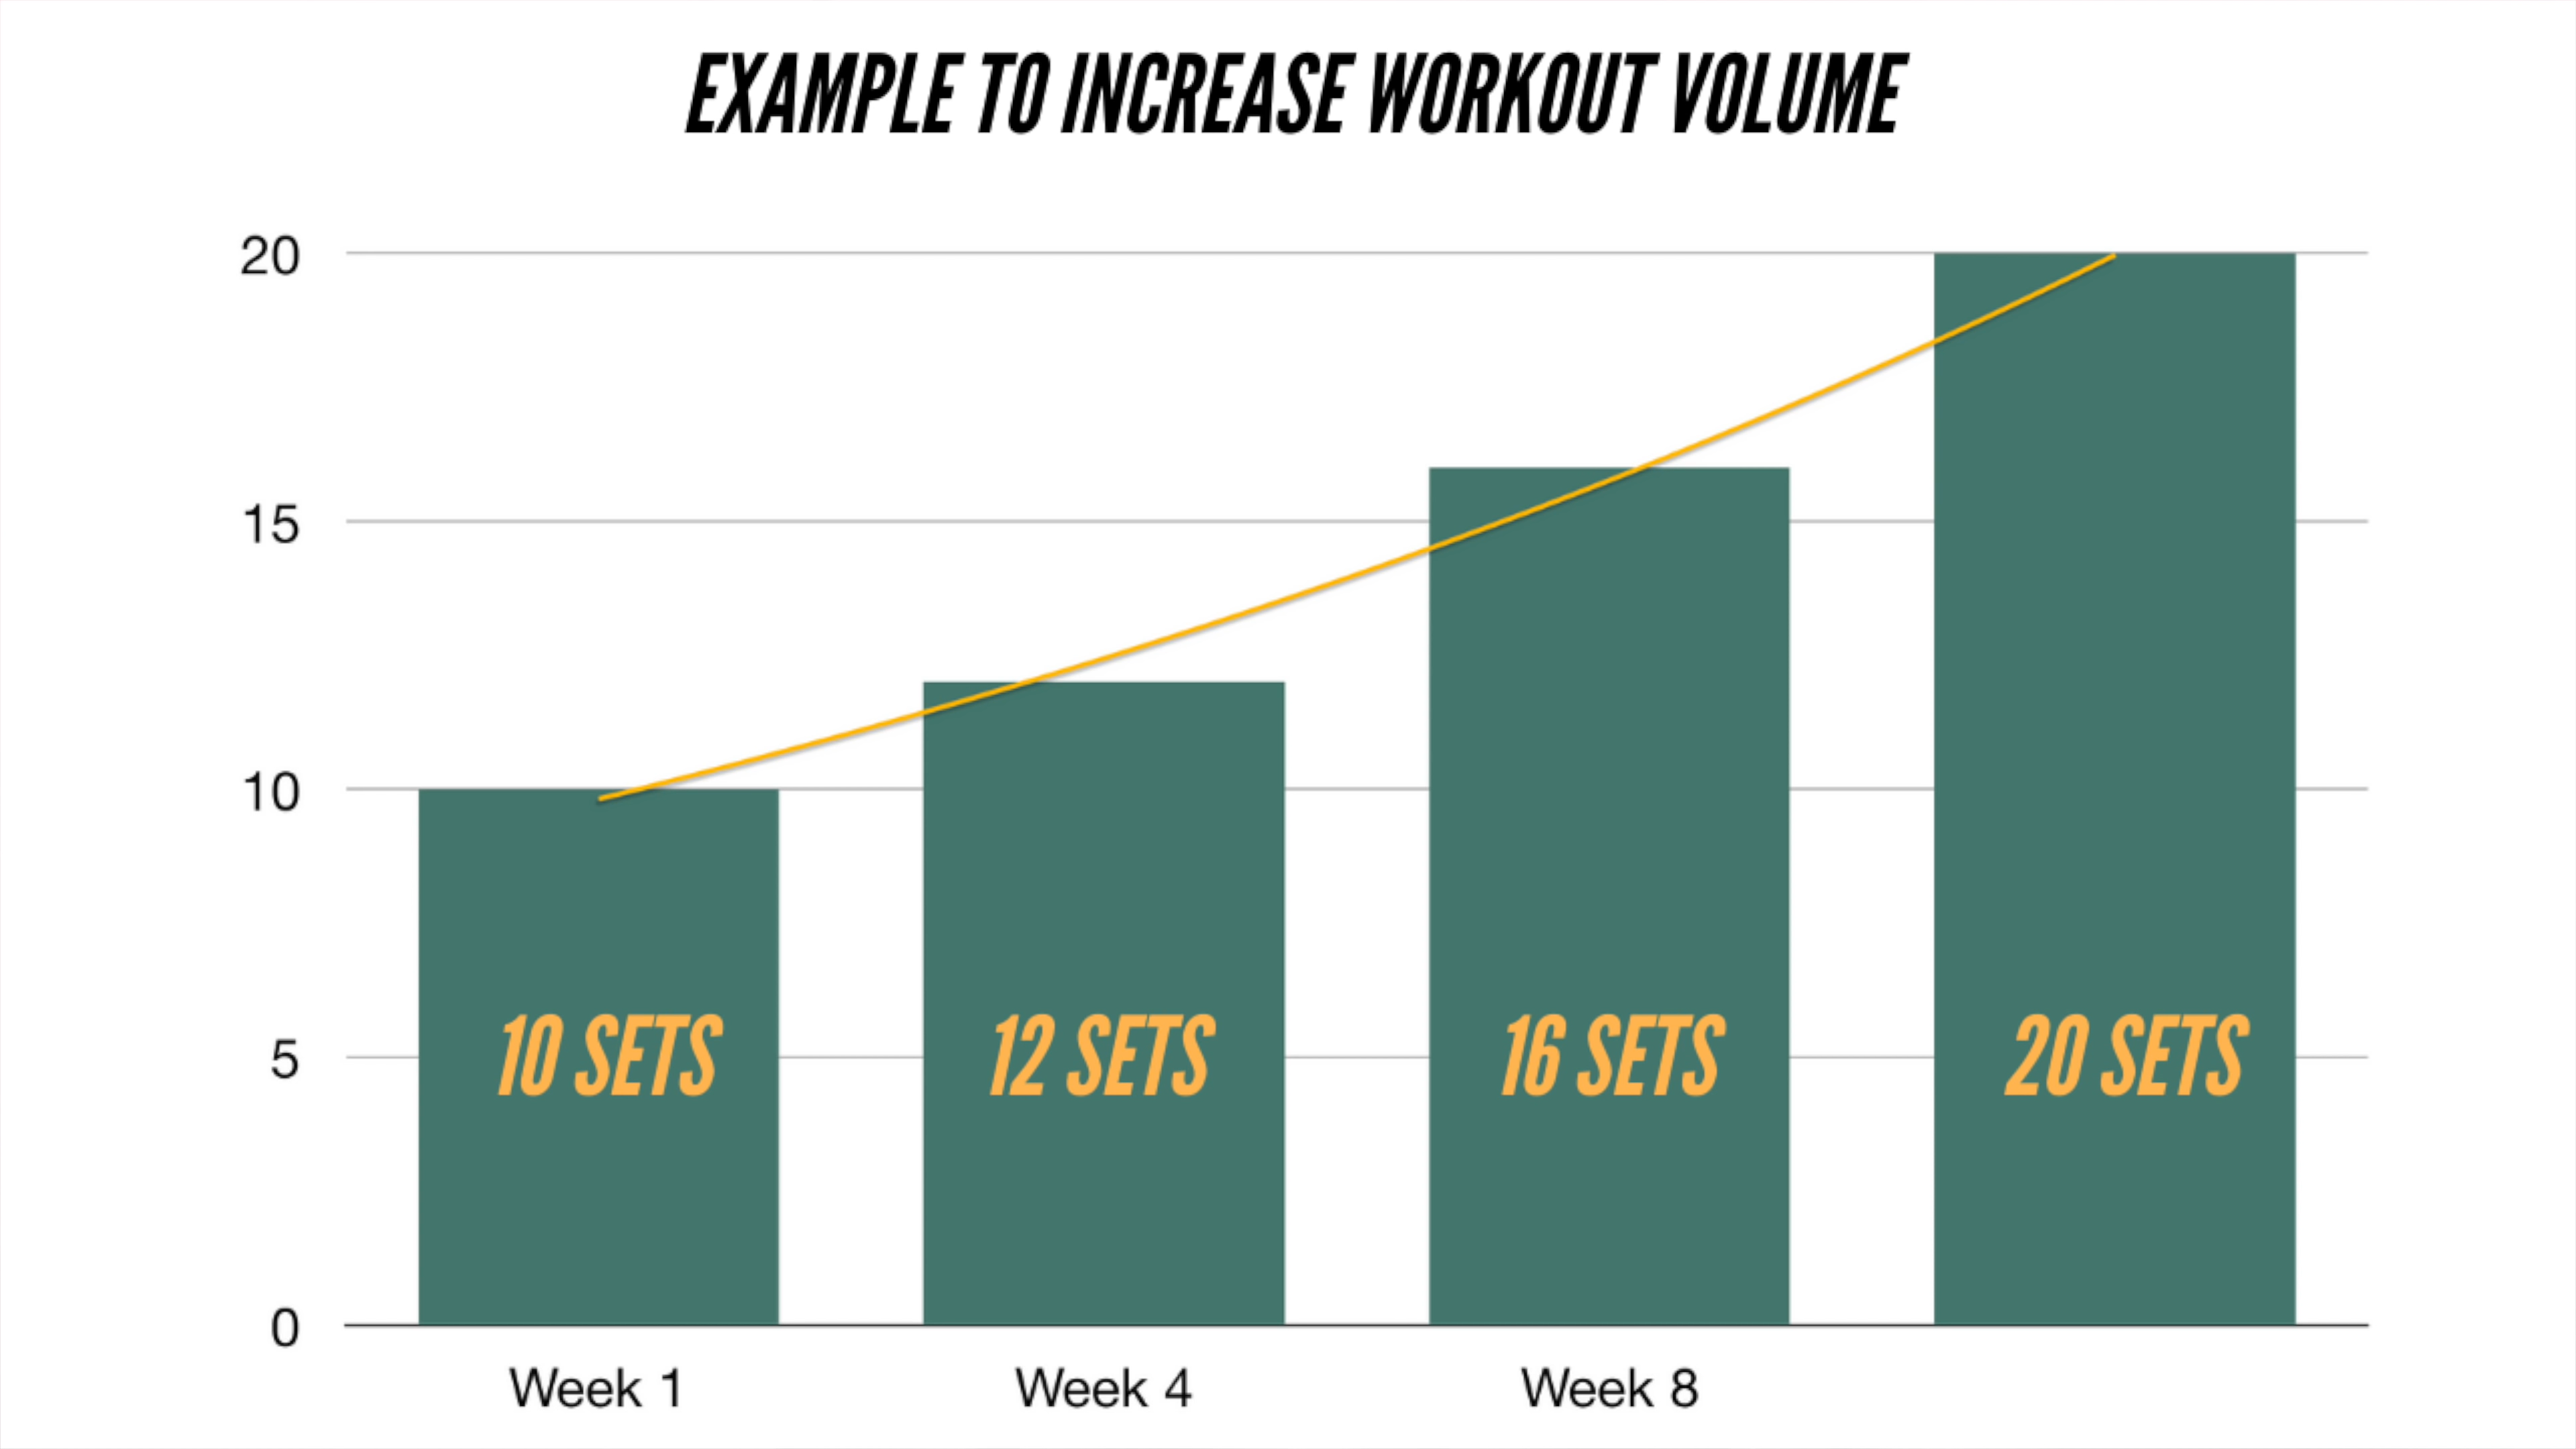 EXAMPLE TO INCREASE WORKOUT VOLUME
20
15
10
5
0
10 SETS
12 SETS
16 SETS
20 SETS
Week 1
Week 4
Week 8